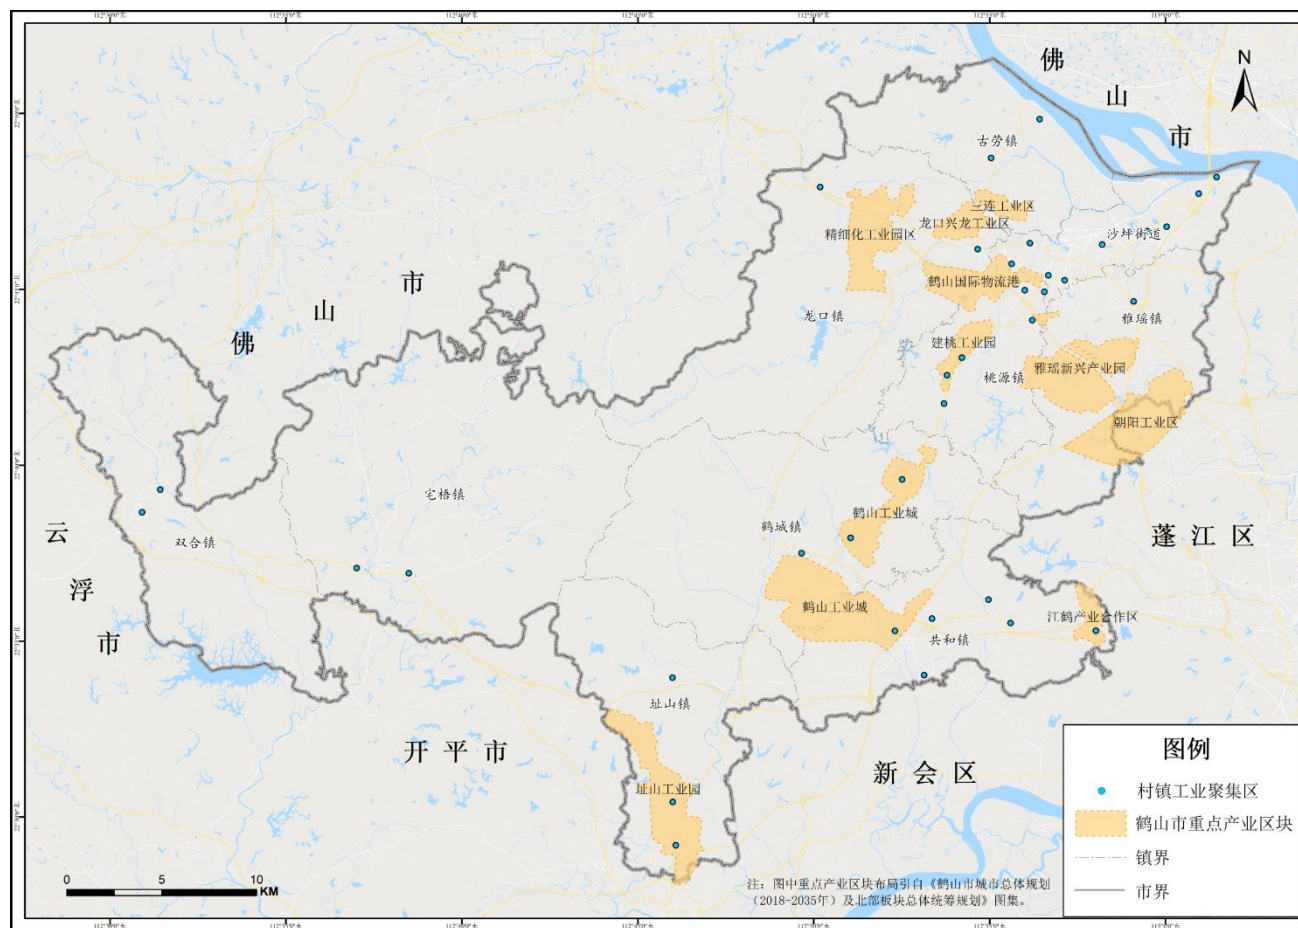 佛
山
市
N
古劳镇
三连工业区
龙口兴龙工业区
精细化工业园区
沙坪街道
鹤山国际物流港
龙口镇
雅瑶镇
佛
山
市
建桃工业园
桃源镇
雅瑶新兴产业园
朝阳工业区
宅梧镇
鹤山工业城
鹤城镇
双合镇
云
浮
市
蓬江区
鹤山工业城
江鹤产业合作区
共和镇
址山镇
开平市
新会区
址山工业园
图例
村镇工业聚集区
鹤山市重点产业区块
镇界
市界
0 5 10
KM
注：图中重点产业区块布局引自《鹤山市城市总体规划
（2018-2035年）及北部板块总体统筹规划》图集。